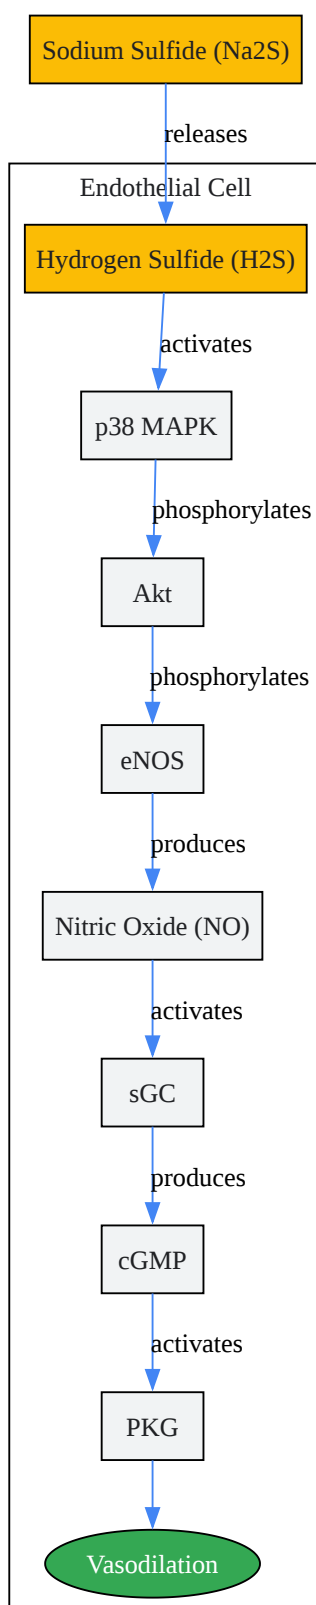 Sodium Sulfide (Na2S)
releases
Endothelial Cell
Hydrogen Sulfide (H2S)
activates
p38 MAPK
phosphorylates
Akt
phosphorylates
eNOS
produces
Nitric Oxide (NO)
activates
sGC
produces
cGMP
activates
PKG
Vasodilation